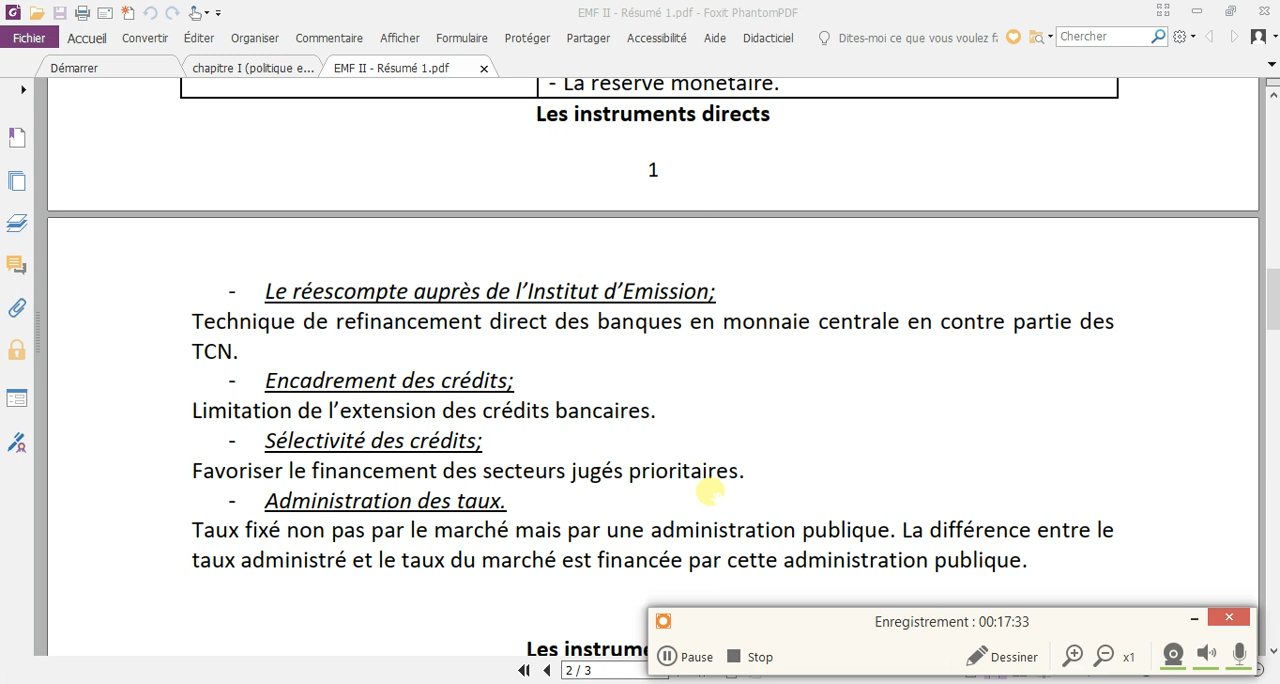 EMF II - Résumé 1.pdf - Foxit PhantomPDF
Fichier Accueil Convertir Éditer Organiser Commentaire Afficher Formulaire Protéger Partager Accessibilité Aide Didacticiel Dites-moi ce que vous voulez f Chercher
Démarrer chapitre I (politique e... EMF II - Résumé 1.pdf
- La réserve monétaire.
Les instruments directs
1
- Le réescompte auprès de l'Institut d'Emission;
Technique de refinancement direct des banques en monnaie centrale en contre partie des
TCN.
- Encadrement des crédits;
Limitation de l'extension des crédits bancaires.
- Sélectivité des crédits;
Favoriser le financement des secteurs jugés prioritaires.
- Administration des taux.
Taux fixé non pas par le marché mais par une administration publique. La différence entre le
taux administré et le taux du marché est financée par cette administration publique.
Les instrume
Enregistrement : 00:17:33
Pause Stop Dessiner x1
2 / 3